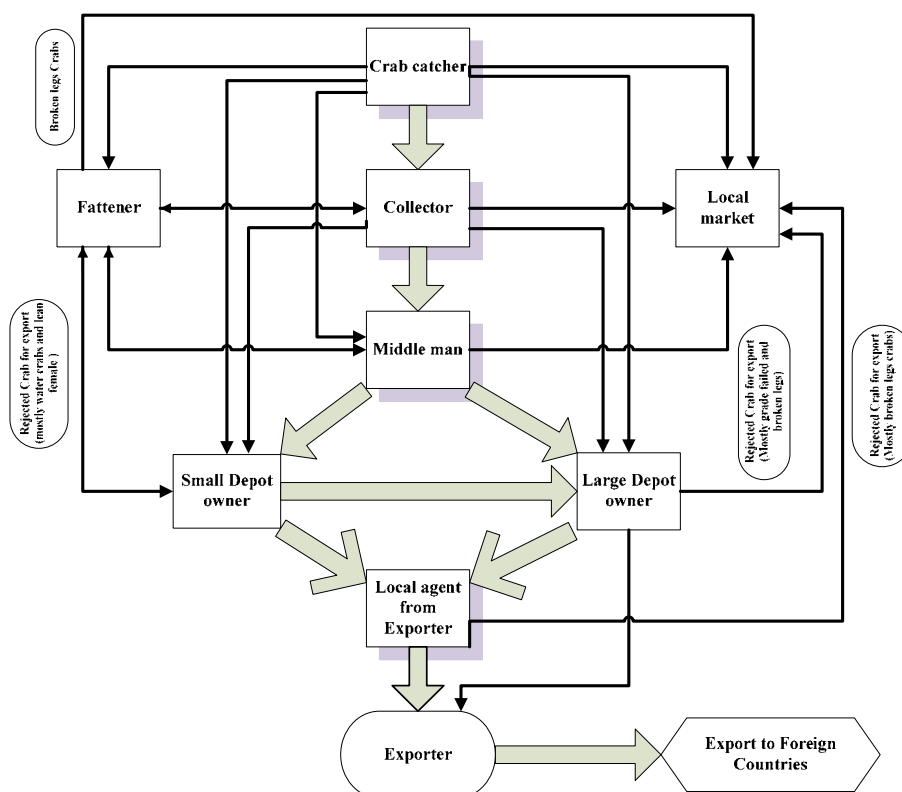 Broken legs Crabs
Crab catcher
Fattener
Collector
Local
market
Middle man
Rejected Crab for export
(mostly water crabs and lean
female )
Rejected Crab for export
(Mostly grade failed and
broken legs)
Rejected Crab for export
(Mostly broken legs crabs)
Small Depot
owner
Large Depot
owner
Local agent
from
Exporter
Exporter
Export to Foreign
Countries